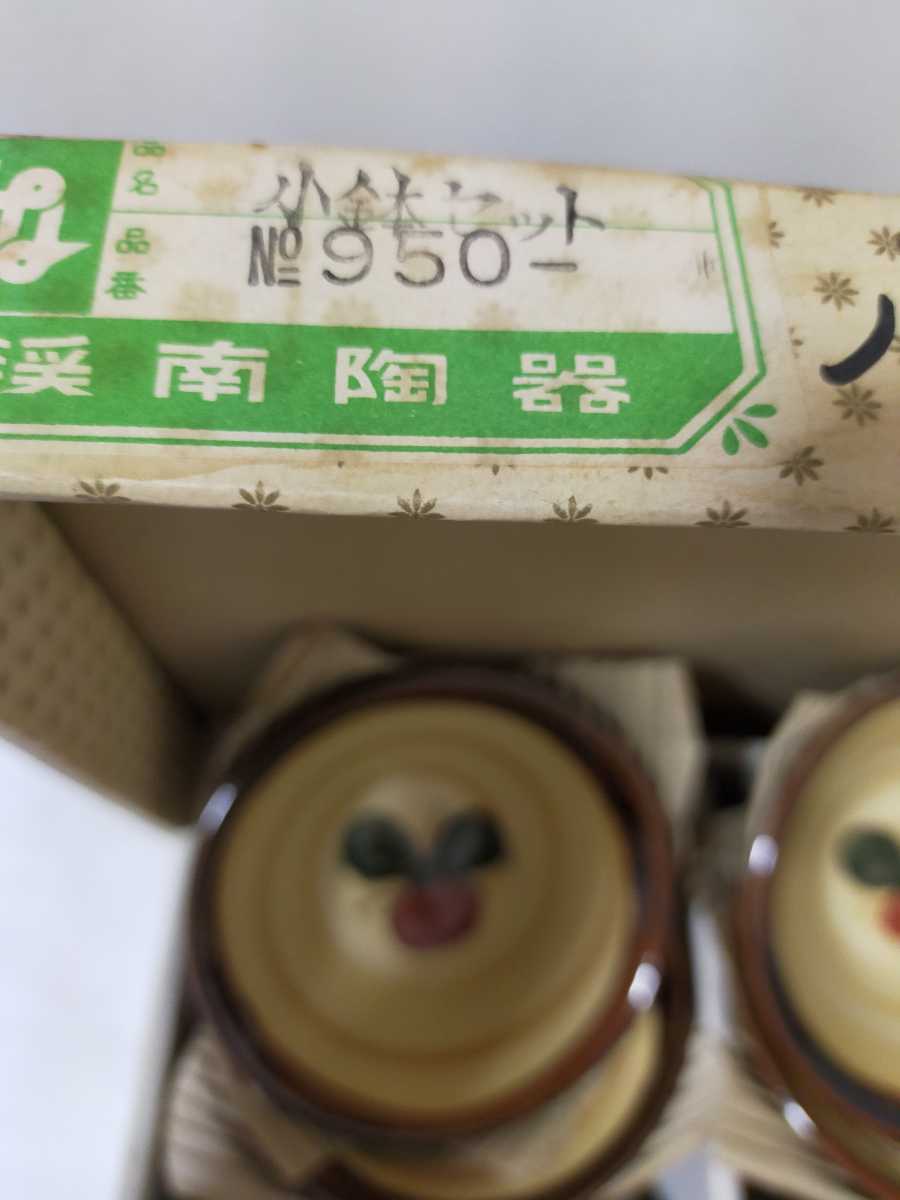 品名 小鉢セット
品番 №950-
渓南陶器